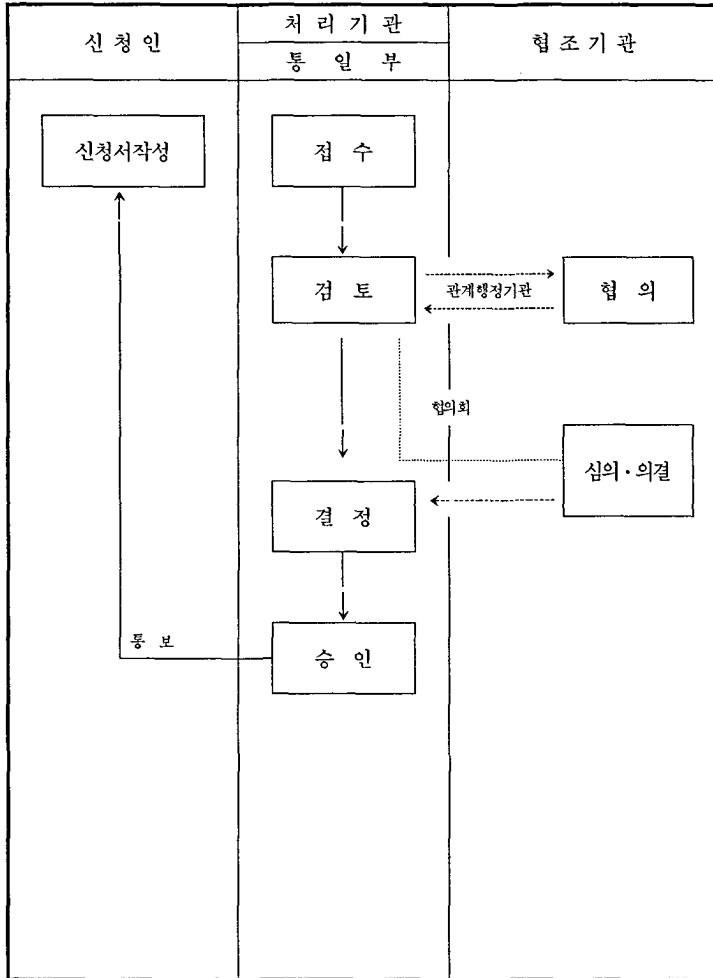 신 청 인
처 리 기 관
통 일 부
협 조 기 관
신청서작성
접 수
검 토
관계행정기관
협 의
협의회
심의·의결
결 정
통 보
승 인